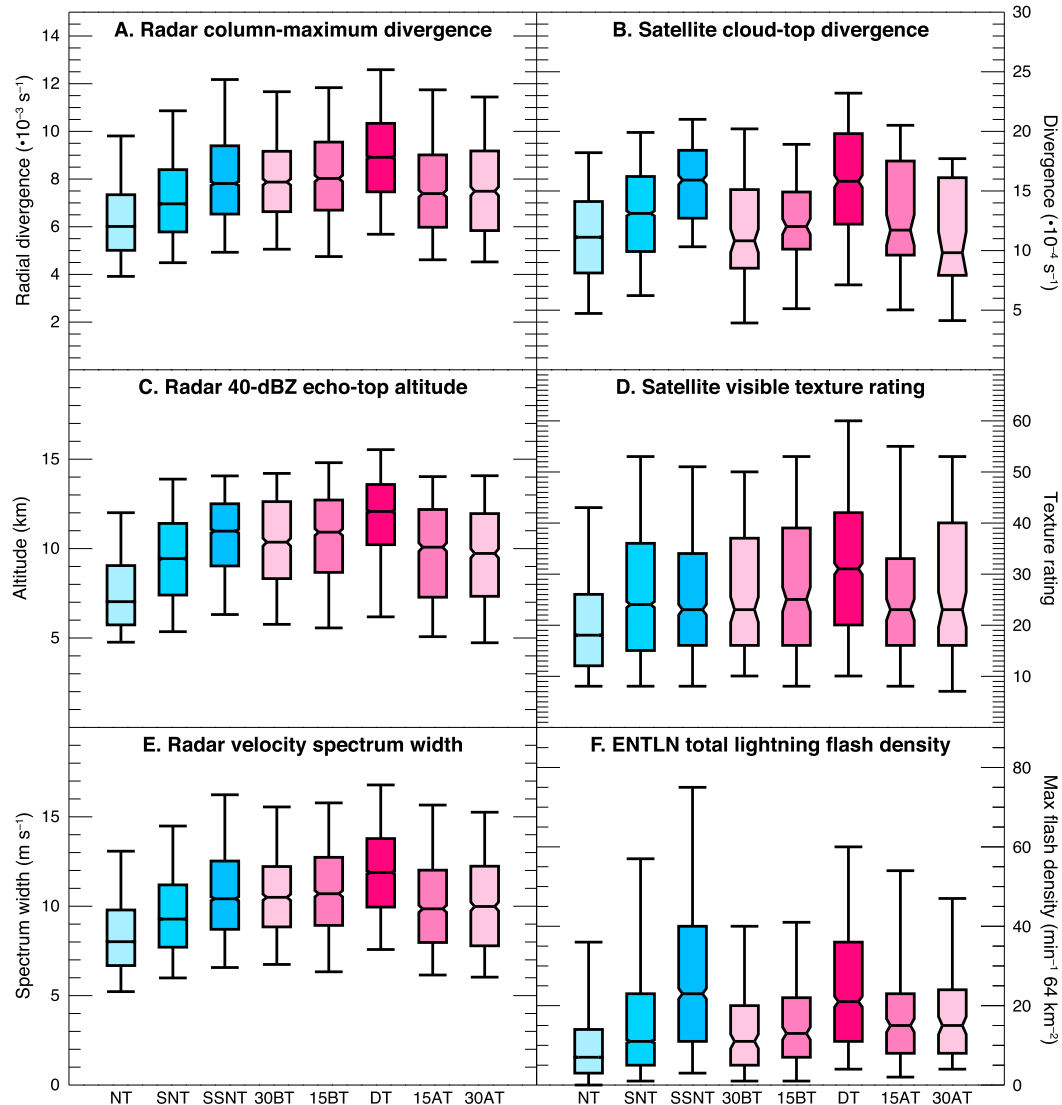 A. Radar column-maximum divergence
14
12
10
8
6
4
2
Radial divergence (•10⁻³ s⁻¹)
B. Satellite cloud-top divergence
30
25
20
15
10
5
Divergence (•10⁻⁴ s⁻¹)
C. Radar 40-dBZ echo-top altitude
15
10
5
Altitude (km)
D. Satellite visible texture rating
60
50
40
30
20
10
Texture rating
E. Radar velocity spectrum width
15
10
5
0
Spectrum width (m s⁻¹)
F. ENTLN total lightning flash density
80
60
40
20
0
Max flash density (min⁻¹ 64 km⁻²)
NT SNT SSNT 30BT 15BT DT 15AT 30AT
NT SNT SSNT 30BT 15BT DT 15AT 30AT